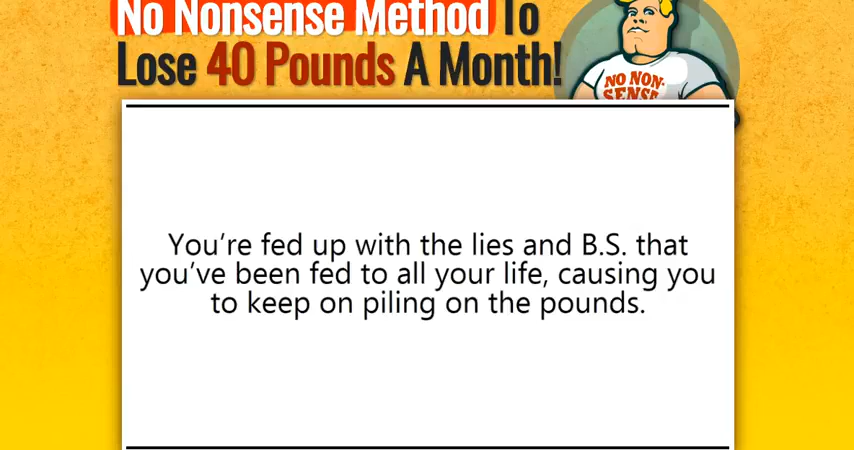 No Nonsense Method To
Lose 40 Pounds A Month!
NO NON-
SENSE
You're fed up with the lies and B.S. that
you've been fed to all your life, causing you
to keep on piling on the pounds.